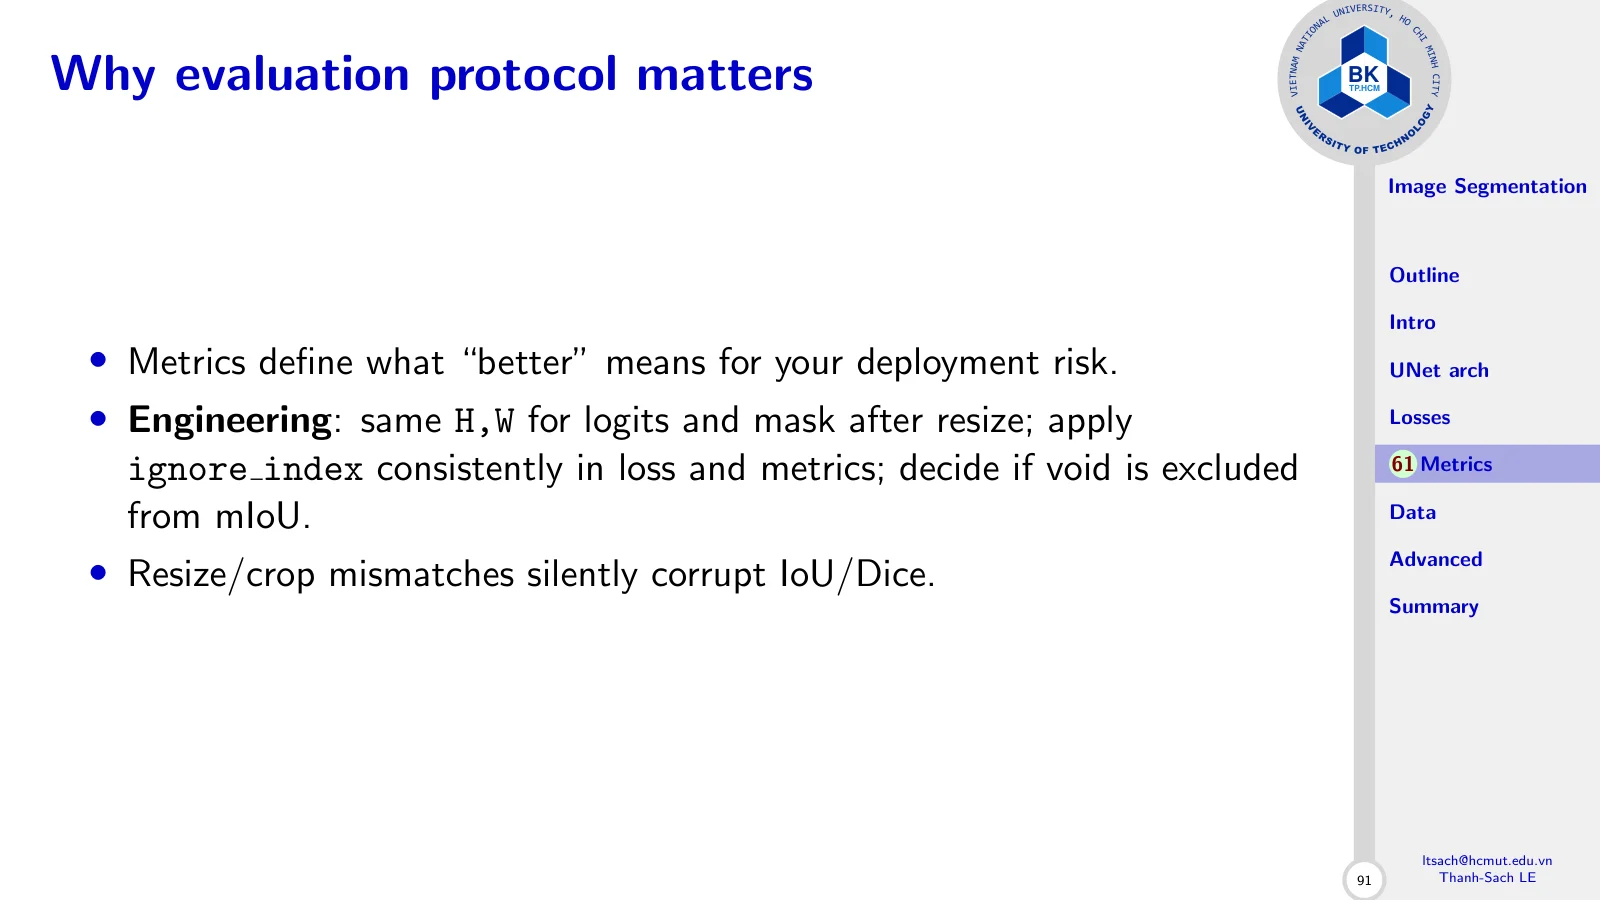 Why evaluation protocol matters
• Metrics define what “better” means for your deployment risk.
• Engineering: same H,W for logits and mask after resize; apply
ignore_index consistently in loss and metrics; decide if void is excluded
from mIoU.
• Resize/crop mismatches silently corrupt IoU/Dice.
VIETNAM NATIONAL UNIVERSITY, HO CHI MINH CITY
BK
TP.HCM
UNIVERSITY OF TECHNOLOGY
Image Segmentation
Outline
Intro
UNet arch
Losses
61 Metrics
Data
Advanced
Summary
ltsach@hcmut.edu.vn
Thanh-Sach LE
91